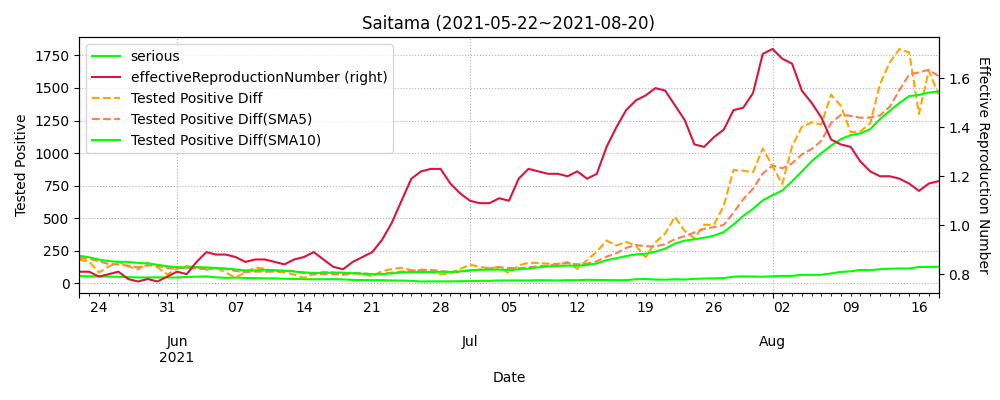 Saitama (2021-05-22~2021-08-20)
serious
effectiveReproductionNumber (right)
Tested Positive Diff
Tested Positive Diff(SMA5)
Tested Positive Diff(SMA10)
Tested Positive
1750
1500
1250
1000
750
500
250
0
Effective Reproduction Number
1.6
1.4
1.2
1.0
0.8
24 31 07 14 21 28 05 12 19 26 02 09 16
Jun Jul Aug
2021
Date